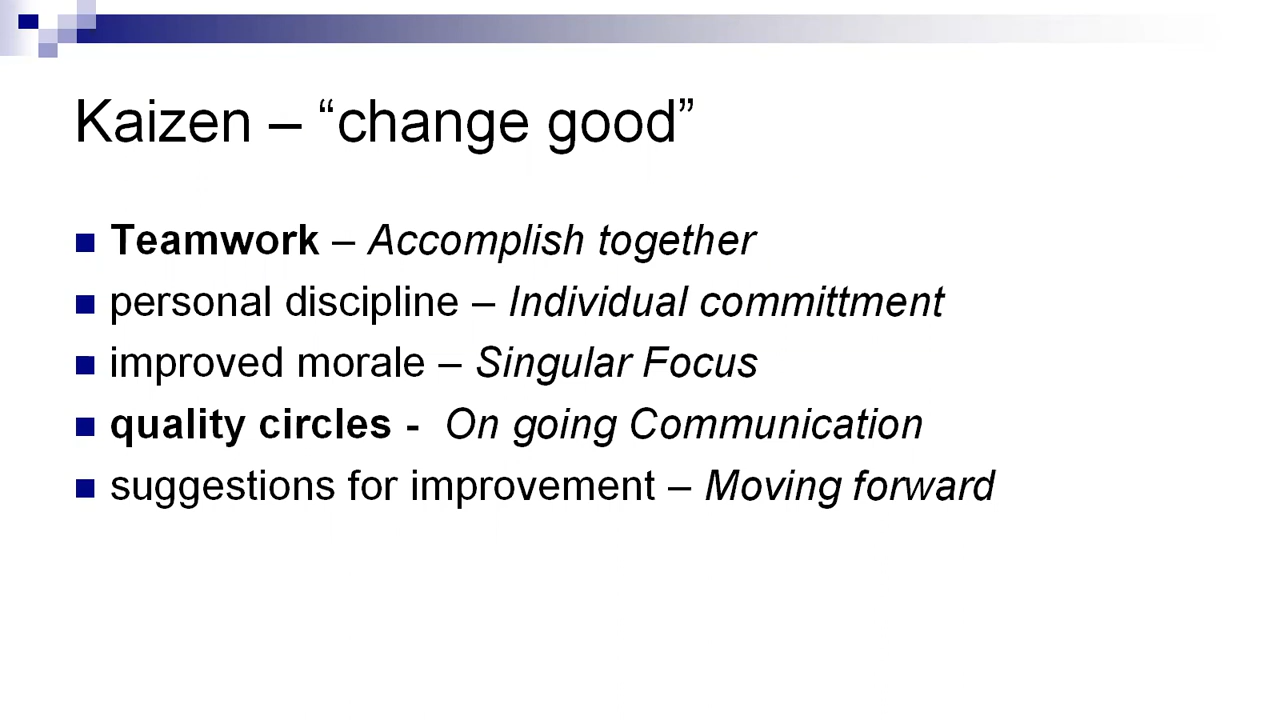 Kaizen – “change good”
Teamwork – Accomplish together
personal discipline – Individual committment
improved morale – Singular Focus
quality circles - On going Communication
suggestions for improvement – Moving forward